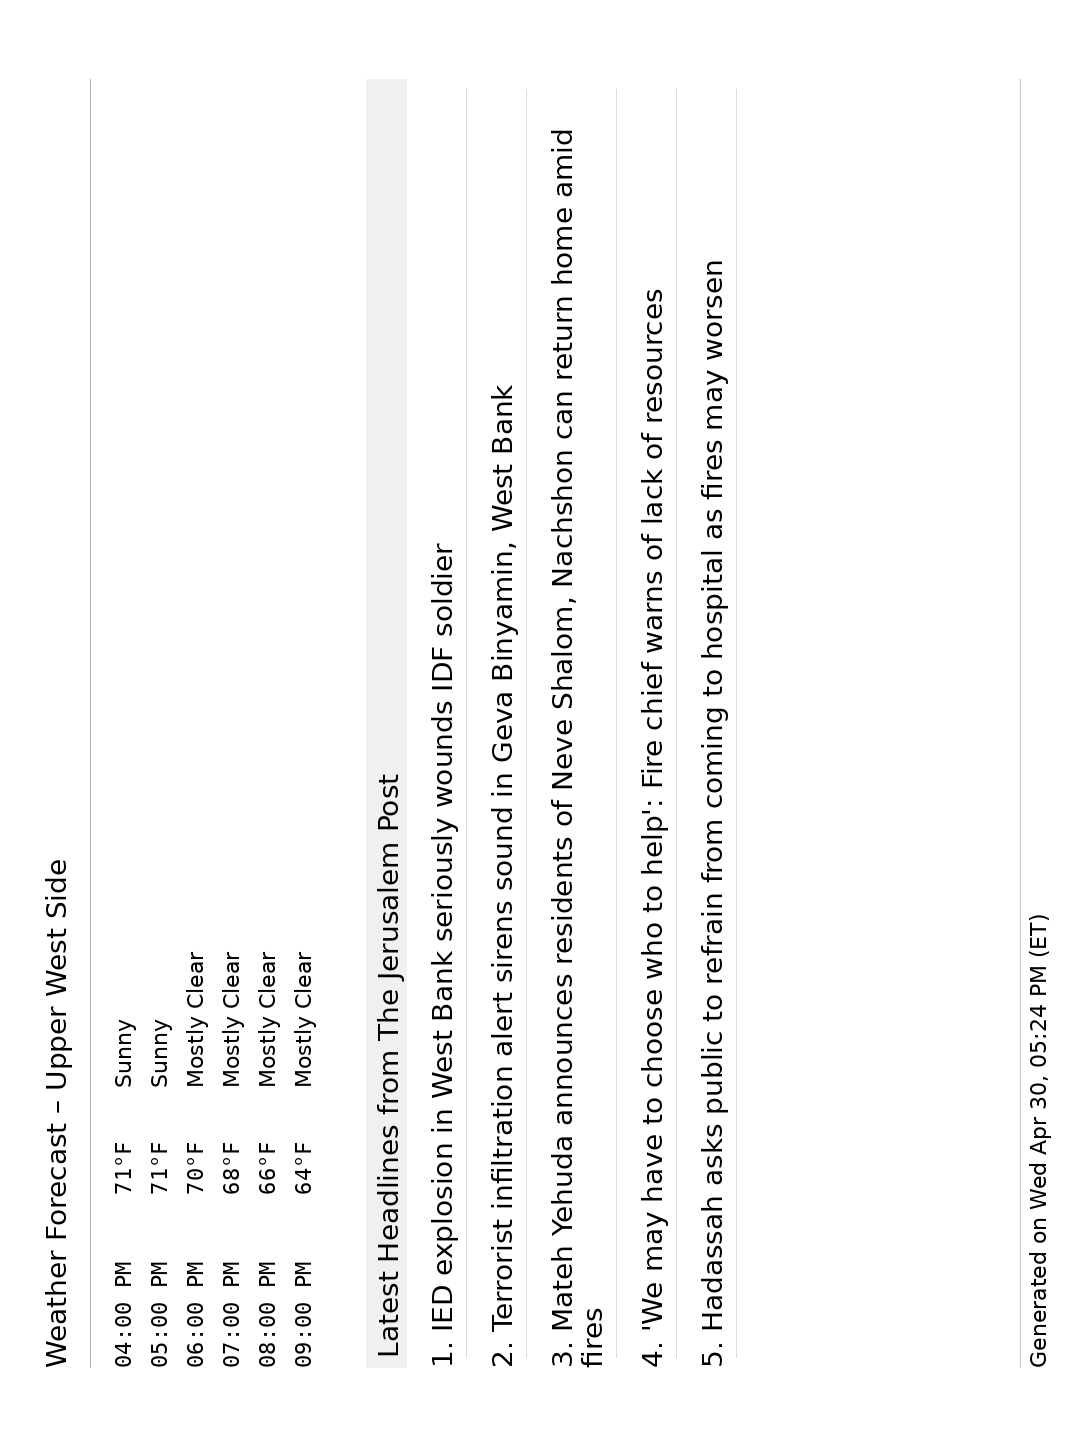 Weather Forecast – Upper West Side
04:00 PM 71°F Sunny
05:00 PM 71°F Sunny
06:00 PM 70°F Mostly Clear
07:00 PM 68°F Mostly Clear
08:00 PM 66°F Mostly Clear
09:00 PM 64°F Mostly Clear
Latest Headlines from The Jerusalem Post
1. IED explosion in West Bank seriously wounds IDF soldier
2. Terrorist infiltration alert sirens sound in Geva Binyamin, West Bank
3. Mateh Yehuda announces residents of Neve Shalom, Nachshon can return home amid
fires
4. 'We may have to choose who to help': Fire chief warns of lack of resources
5. Hadassah asks public to refrain from coming to hospital as fires may worsen
Generated on Wed Apr 30, 05:24 PM (ET)